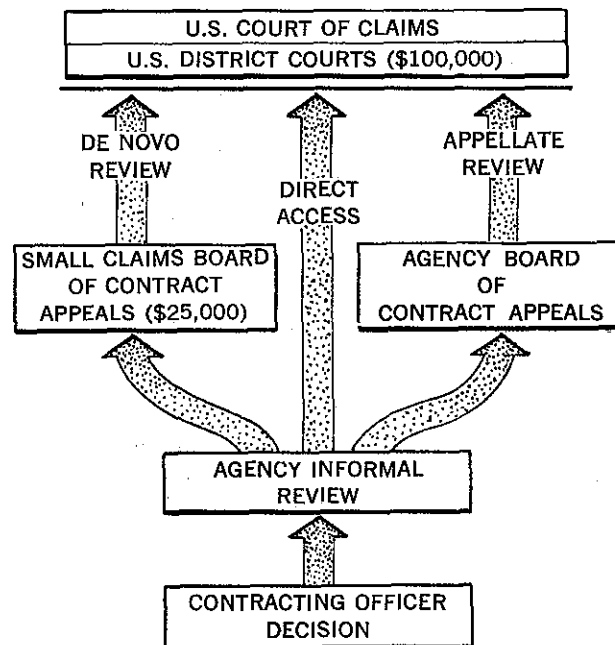 U.S. COURT OF CLAIMS
U.S. DISTRICT COURTS ($100,000)
DE NOVO
REVIEW
DIRECT
ACCESS
APPELLATE
REVIEW
SMALL CLAIMS BOARD
OF CONTRACT
APPEALS ($25,000)
AGENCY BOARD
OF
CONTRACT APPEALS
AGENCY INFORMAL
REVIEW
CONTRACTING OFFICER
DECISION